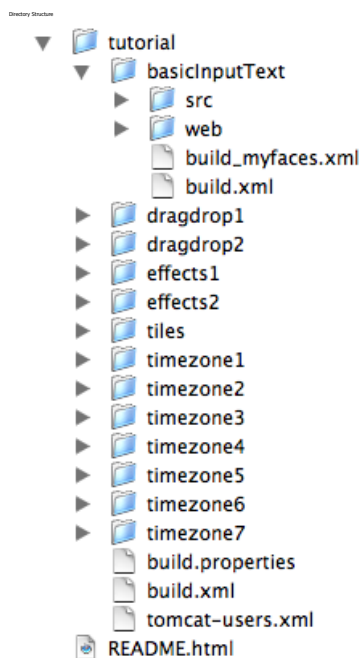 Directory Structure
tutorial
basicInputText
src
web
build_myfaces.xml
build.xml
dragdrop1
dragdrop2
effects1
effects2
tiles
timezone1
timezone2
timezone3
timezone4
timezone5
timezone6
timezone7
build.properties
build.xml
tomcat-users.xml
README.html